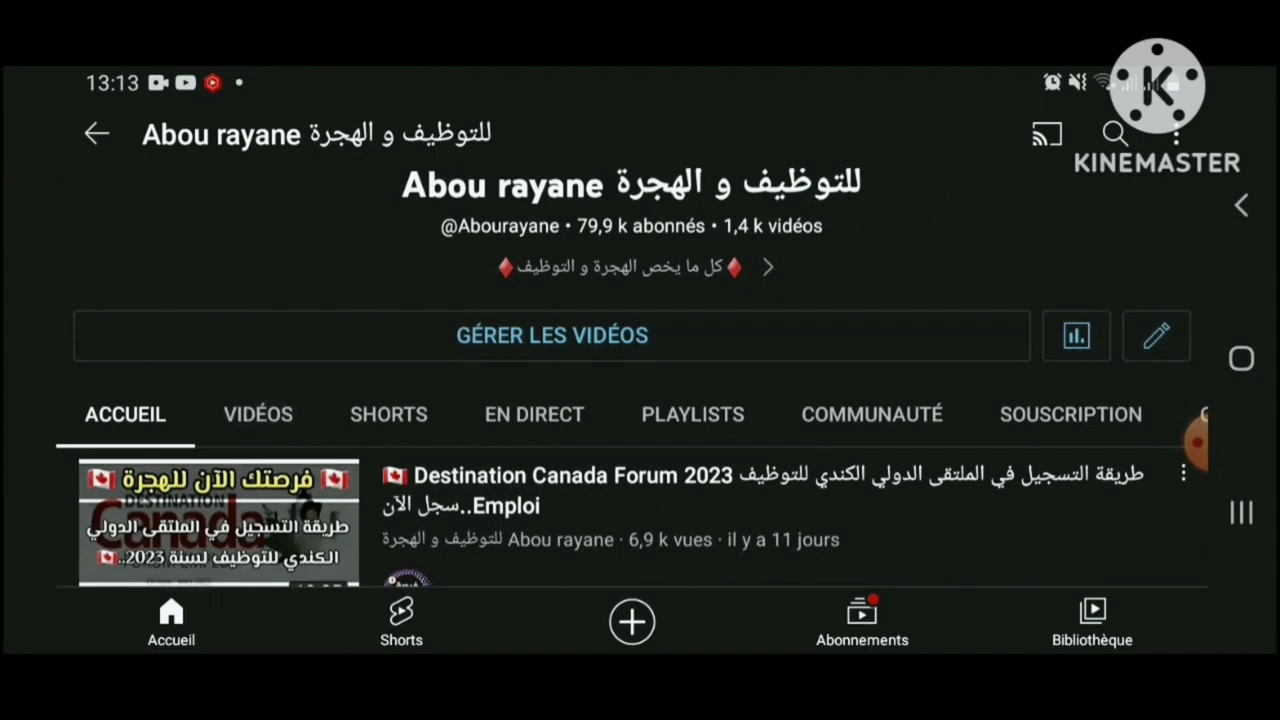 13:13
KINEMASTER
Abou rayane للتوظيف و الهجرة
Abou rayane للتوظيف و الهجرة
@Abourayane • 79,9 k abonnés • 1,4 k vidéos
♦️كل ما يخص الهجرة و التوظيف♦️
GÉRER LES VIDÉOS
ACCUEIL VIDÉOS SHORTS EN DIRECT PLAYLISTS COMMUNAUTÉ SOUSCRIPTION
🇨🇦 فرصتك الآن للهجرة 🇨🇦
DESTINATION
Canada
طريقة التسجيل في الملتقى الدولي
الكندي للتوظيف لسنة 2023..🇨🇦
🇨🇦 Destination Canada Forum 2023 طريقة التسجيل في الملتقى الدولي الكندي للتوظيف
Emploi..سجل الآن
Abou rayane للتوظيف و الهجرة · 6,9 k vues · il y a 11 jours
Accueil Shorts Abonnements Bibliothèque